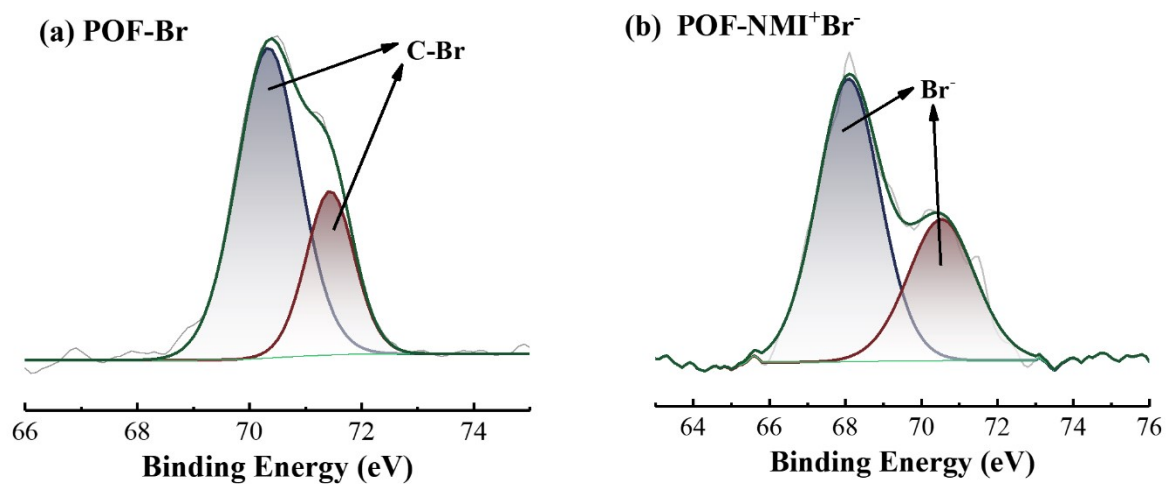 (a) POF-Br
C-Br
66 68 70 72 74
Binding Energy (eV)
(b) POF-NMI⁺Br⁻
Br⁻
64 66 68 70 72 74 76
Binding Energy (eV)